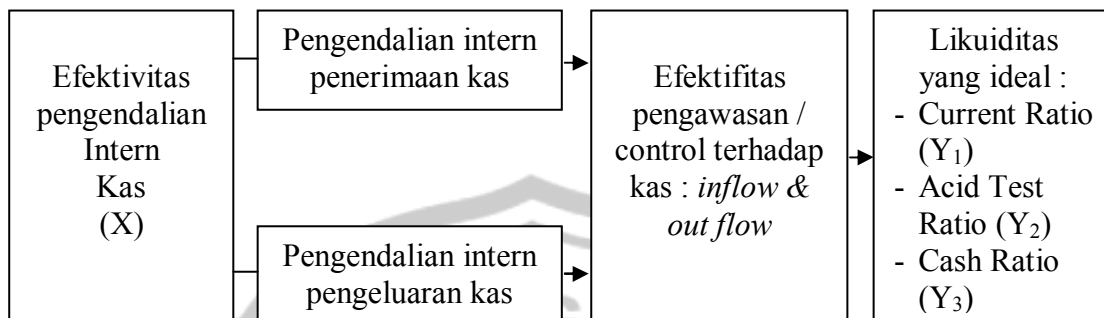 Efektivitas
pengendalian
Intern
Kas
(X)
Pengendalian intern
penerimaan kas
Pengendalian intern
pengeluaran kas
Efektifitas
pengawasan /
control terhadap
kas : inflow &
out flow
Likuiditas
yang ideal :
- Current Ratio
(Y₁)
- Acid Test
Ratio (Y₂)
- Cash Ratio
(Y₃)